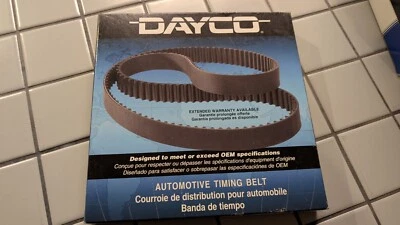 DAYCO
EXTENDED WARRANTY AVAILABLE
Garantie prolongée offerte
Garantía prolongada es disponible
Designed to meet or exceed OEM specifications
Conçue pour respecter ou dépasser les spécifications d'équipement d'origine
Diseñado para satisfacer o sobrepasar las especificaciones de OEM
AUTOMOTIVE TIMING BELT
Courroie de distribution pour automobile
Banda de tiempo